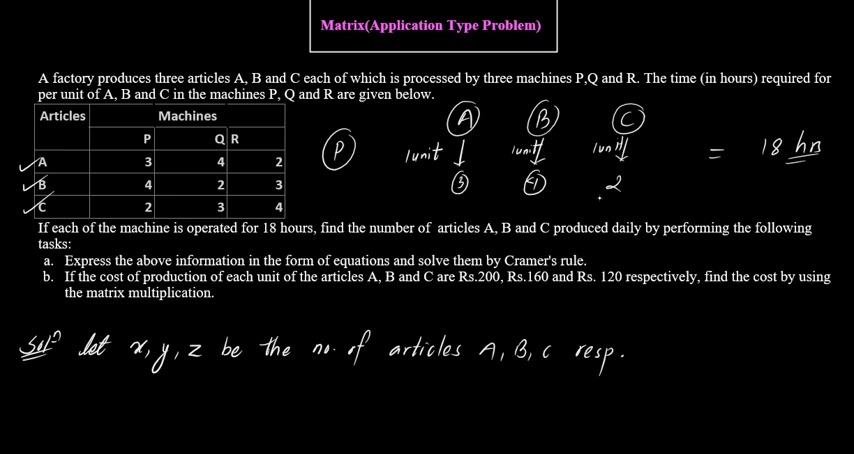 Matrix(Application Type Problem)
A factory produces three articles A, B and C each of which is processed by three machines P,Q and R. The time (in hours) required for
per unit of A, B and C in the machines P, Q and R are given below.
Articles Machines
P Q R
A 3 4 2
B 4 2 3
C 2 3 4
P
A B C
1unit 1unit 1unit
3 4 2
= 18 hrs
If each of the machine is operated for 18 hours, find the number of articles A, B and C produced daily by performing the following
tasks:
a. Express the above information in the form of equations and solve them by Cramer's rule.
b. If the cost of production of each unit of the articles A, B and C are Rs.200, Rs.160 and Rs. 120 respectively, find the cost by using
the matrix multiplication.
Solⁿ let x, y, z be the no. of articles A, B, C resp.